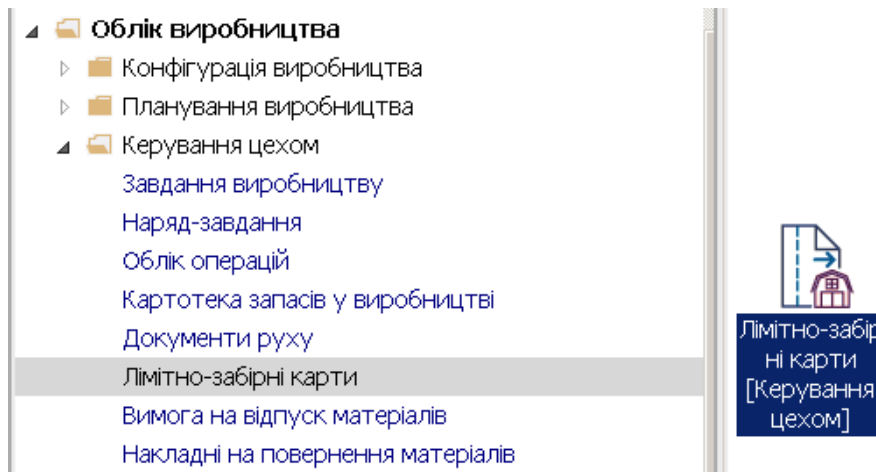 Облік виробництва
Конфігурація виробництва
Планування виробництва
Керування цехом
Завдання виробництву
Наряд-завдання
Облік операцій
Картотека запасів у виробництві
Документи руху
Лімітно-забірні карти
Вимога на відпуск матеріалів
Накладні на повернення матеріалів
Лімітно-забір
ні карти
[Керування
цехом]